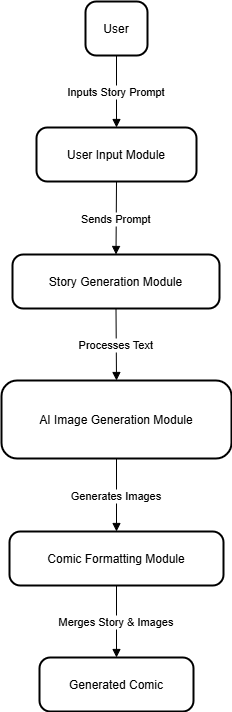 User
Inputs Story Prompt
User Input Module
Sends Prompt
Story Generation Module
Processes Text
AI Image Generation Module
Generates Images
Comic Formatting Module
Merges Story & Images
Generated Comic